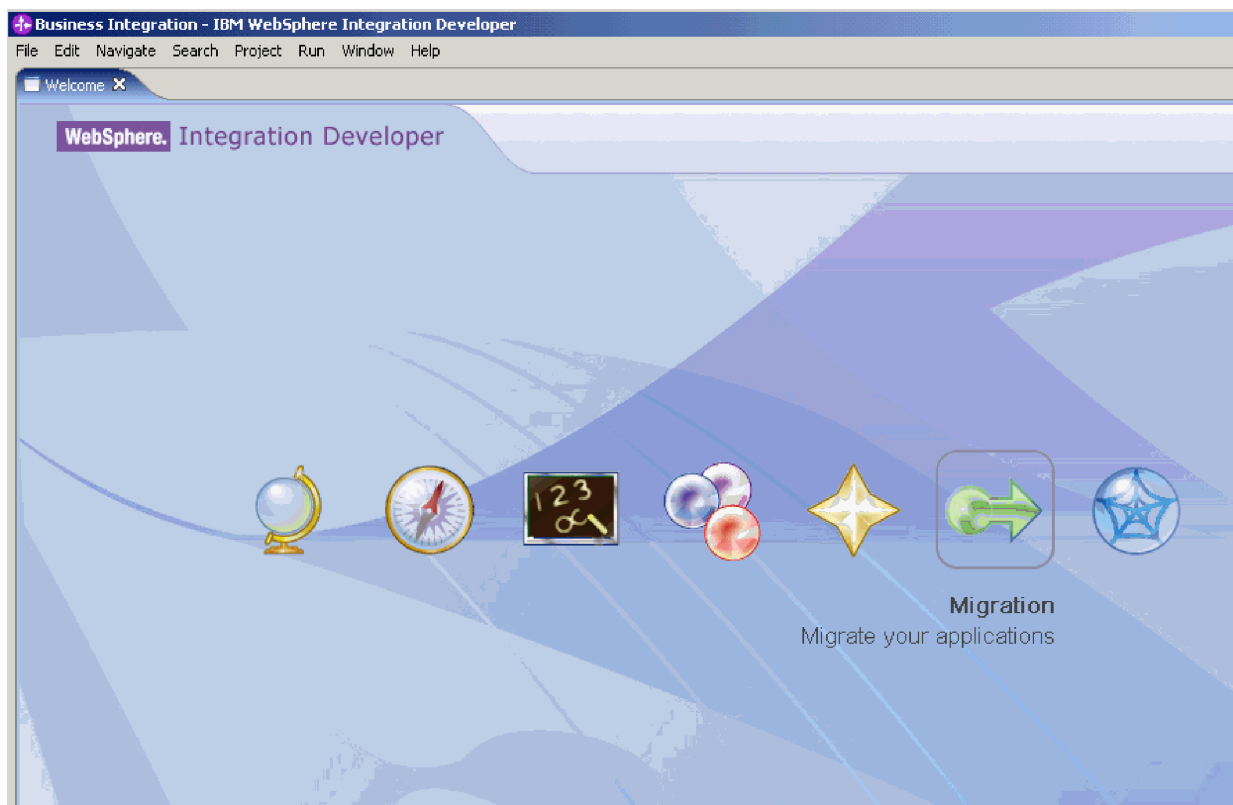 Business Integration - IBM WebSphere Integration Developer
File Edit Navigate Search Project Run Window Help
Welcome
WebSphere. Integration Developer
123
Migration
Migrate your applications